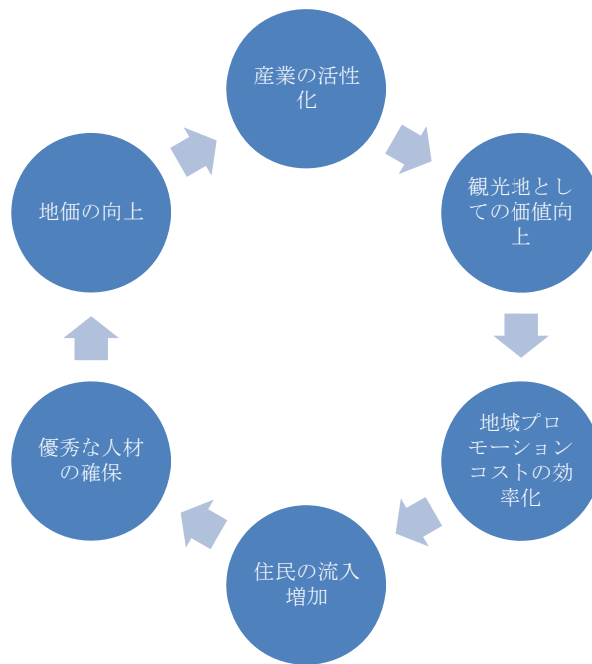 産業の活性
化
観光地とし
ての価値向
上
地域プロ
モーション
コストの効
率化
住民の流入
増加
優秀な人材
の確保
地価の向上